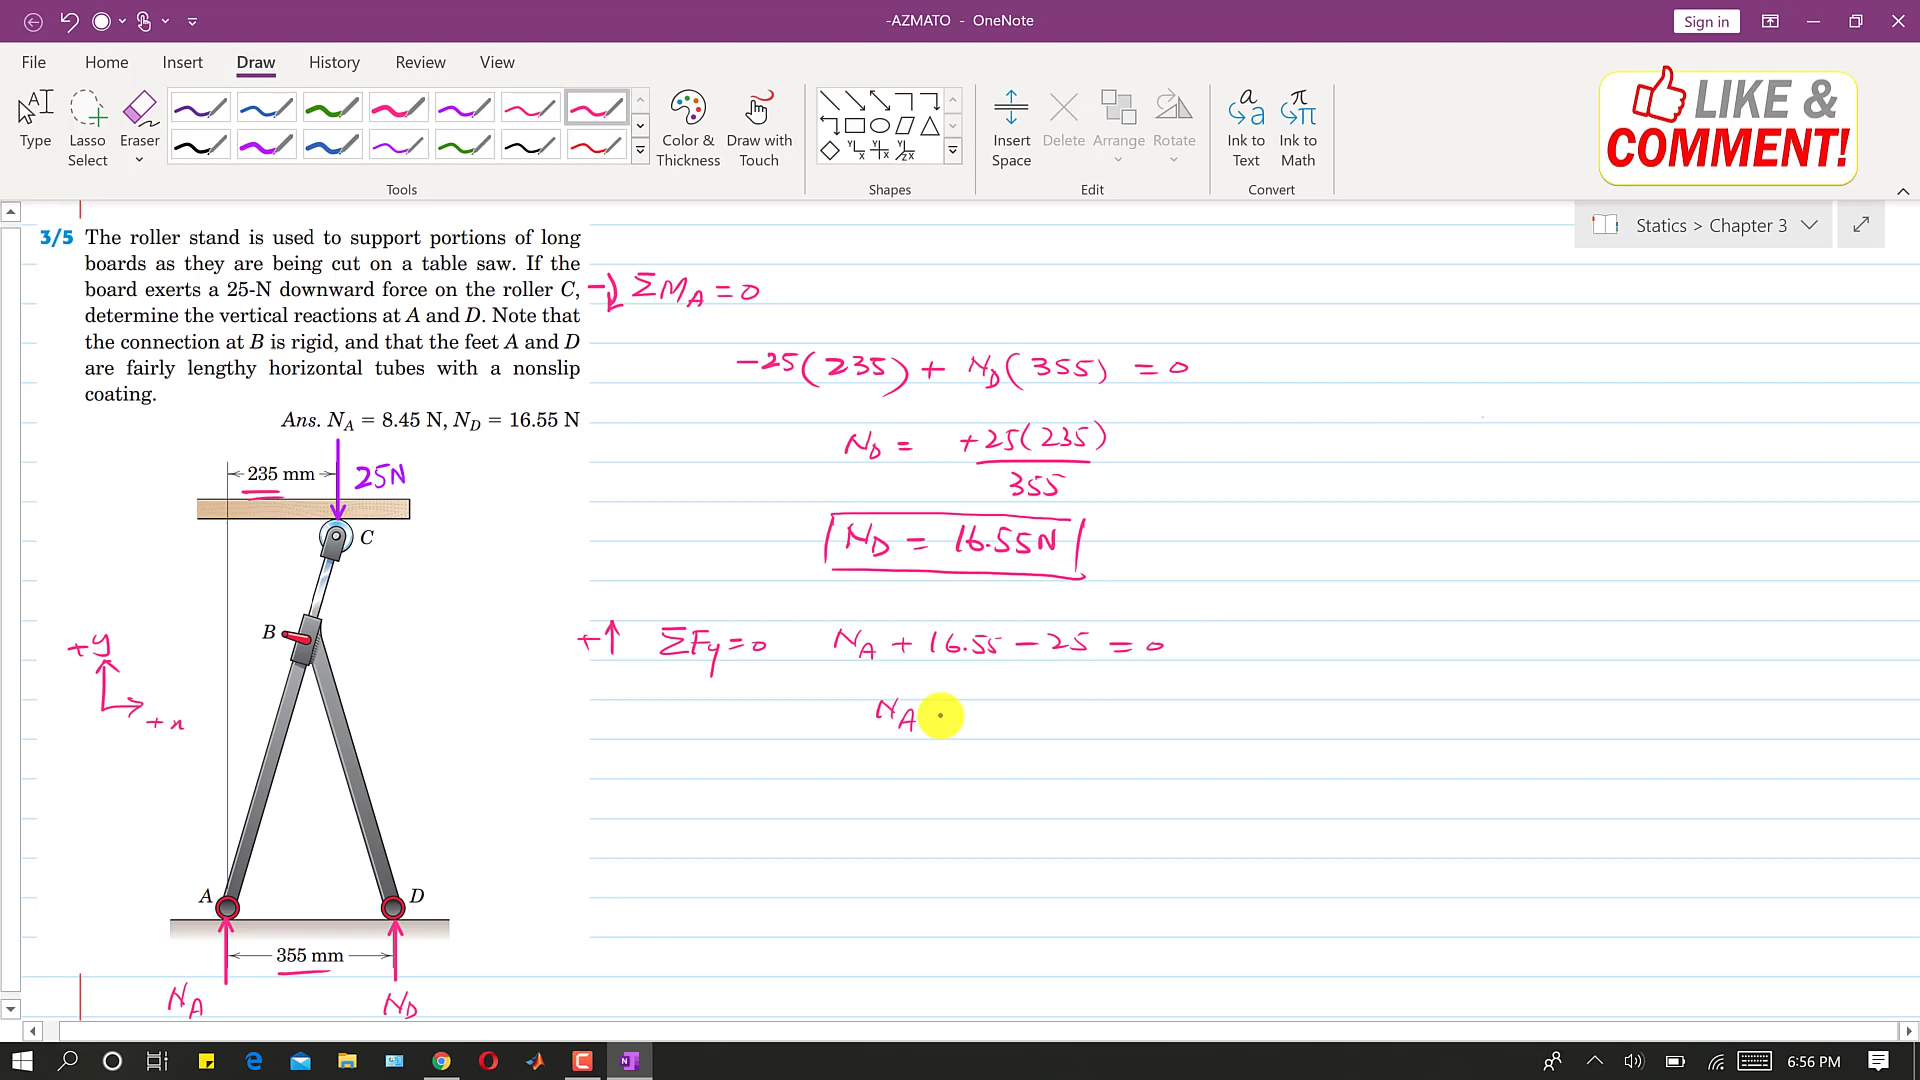 -AZMATO - OneNote
Sign in
File Home Insert Draw History Review View
Type
Lasso Select
Eraser
Color & Thickness
Draw with Touch
Insert Space
Delete
Arrange
Rotate
Ink to Text
Ink to Math
Tools
Shapes
Edit
Convert
LIKE &
COMMENT!
Statics > Chapter 3
3/5 The roller stand is used to support portions of long
boards as they are being cut on a table saw. If the
board exerts a 25-N downward force on the roller C,
determine the vertical reactions at A and D. Note that
the connection at B is rigid, and that the feet A and D
are fairly lengthy horizontal tubes with a nonslip
coating.
Ans. N_A = 8.45 N, N_D = 16.55 N
235 mm
25N
C
B
+y
+x
A
D
355 mm
N_A
N_D
ΣM_A = 0
-25(235) + N_D(355) = 0
N_D = +25(235)
355
N_D = 16.55N
+↑ ΣFy=0 N_A + 16.55 - 25 = 0
N_A
6:56 PM